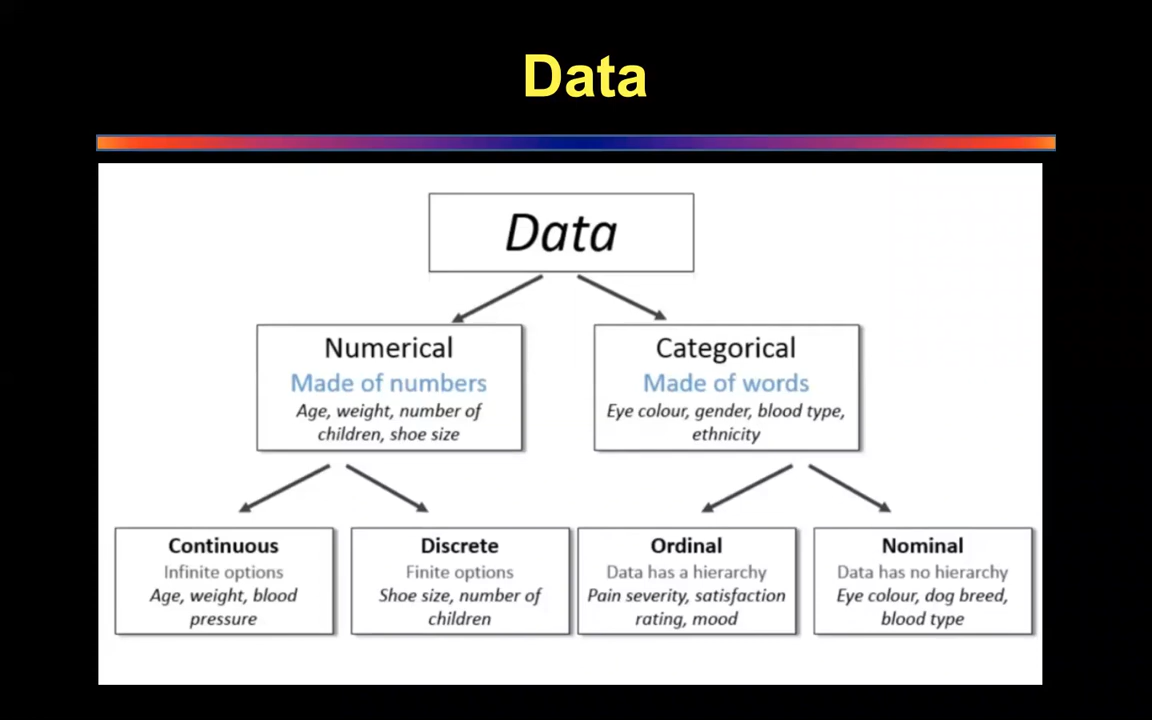 Data
Data
Numerical
Made of numbers
Age, weight, number of
children, shoe size
Categorical
Made of words
Eye colour, gender, blood type,
ethnicity
Continuous
Infinite options
Age, weight, blood
pressure
Discrete
Finite options
Shoe size, number of
children
Ordinal
Data has a hierarchy
Pain severity, satisfaction
rating, mood
Nominal
Data has no hierarchy
Eye colour, dog breed,
blood type